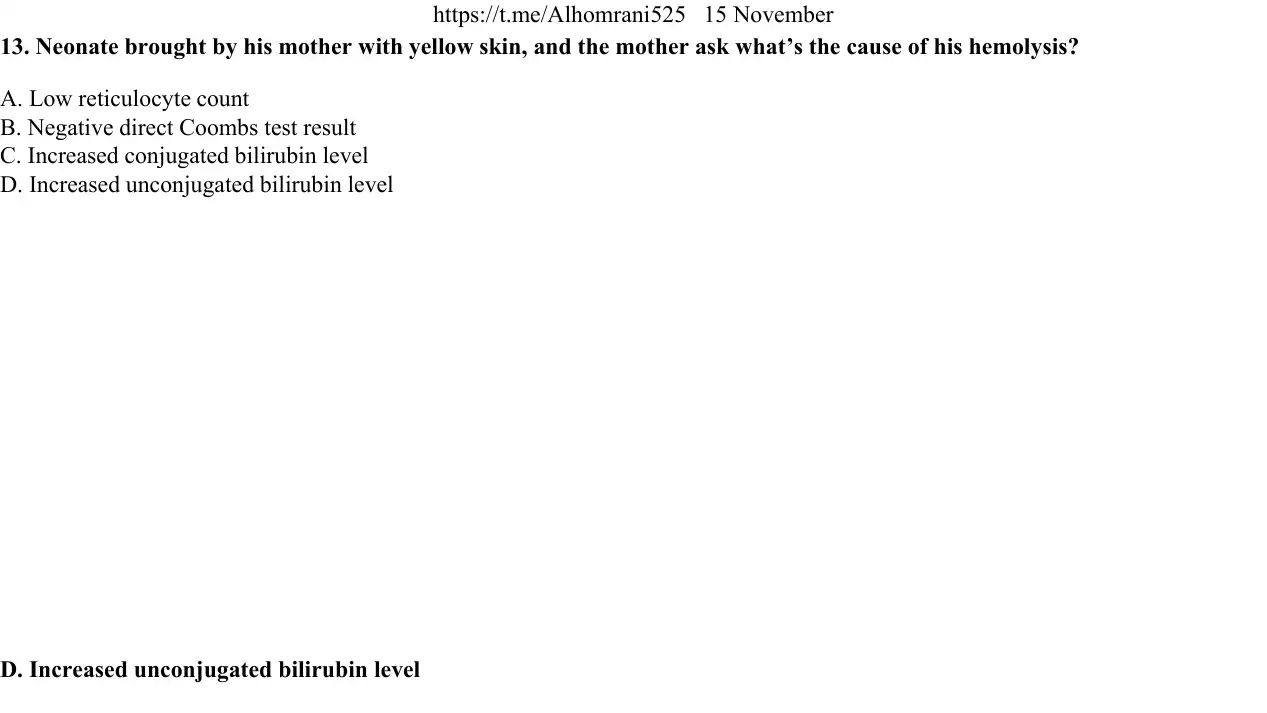 https://t.me/Alhomrani525 15 November
13. Neonate brought by his mother with yellow skin, and the mother ask what’s the cause of his hemolysis?
A. Low reticulocyte count
B. Negative direct Coombs test result
C. Increased conjugated bilirubin level
D. Increased unconjugated bilirubin level
D. Increased unconjugated bilirubin level